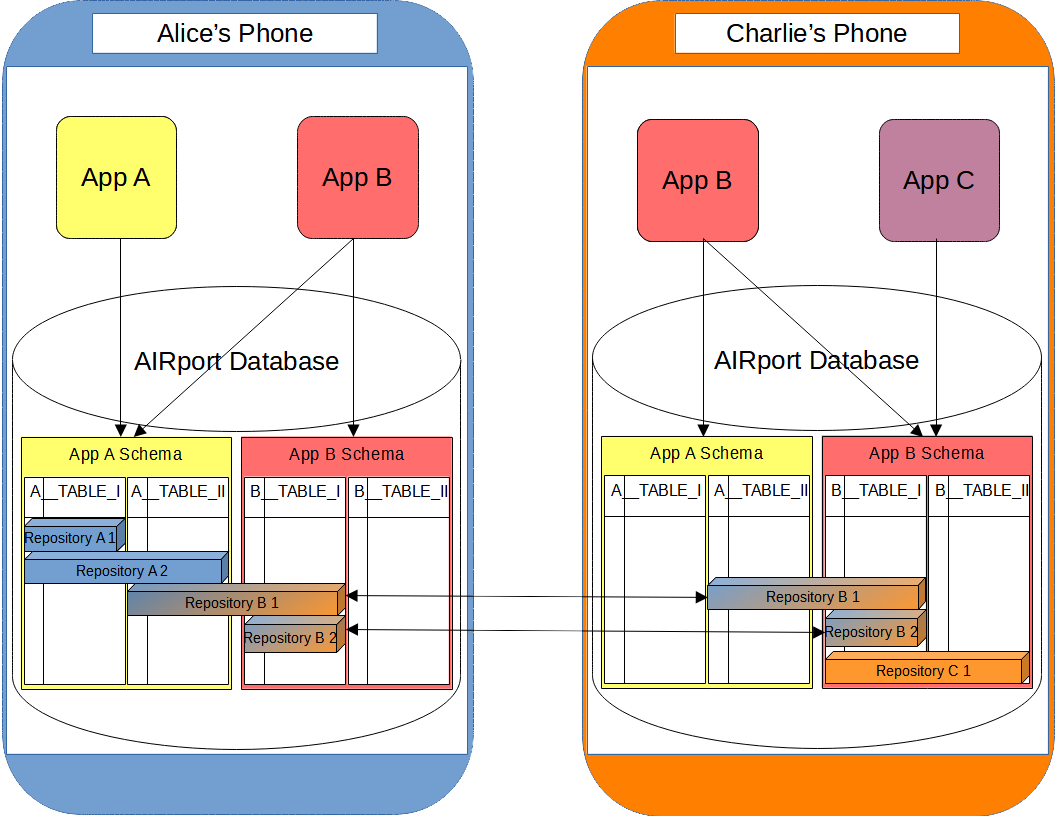 Alice's Phone
Charlie's Phone
App A
App B
App B
App C
AIRport Database
AIRport Database
App A Schema
App B Schema
App A Schema
App B Schema
A__TABLE_I
A__TABLE_II
B__TABLE_I
B__TABLE_II
A__TABLE_I
A__TABLE_II
B__TABLE_I
B__TABLE_II
Repository A 1
Repository A 2
Repository B 1
Repository B 1
Repository B 2
Repository B 2
Repository C 1